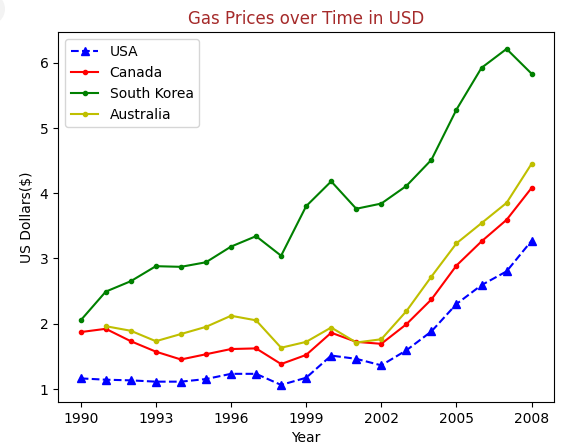 Gas Prices over Time in USD
USA
Canada
South Korea
Australia
US Dollars($)
6
5
4
3
2
1
1990 1993 1996 1999 2002 2005 2008
Year